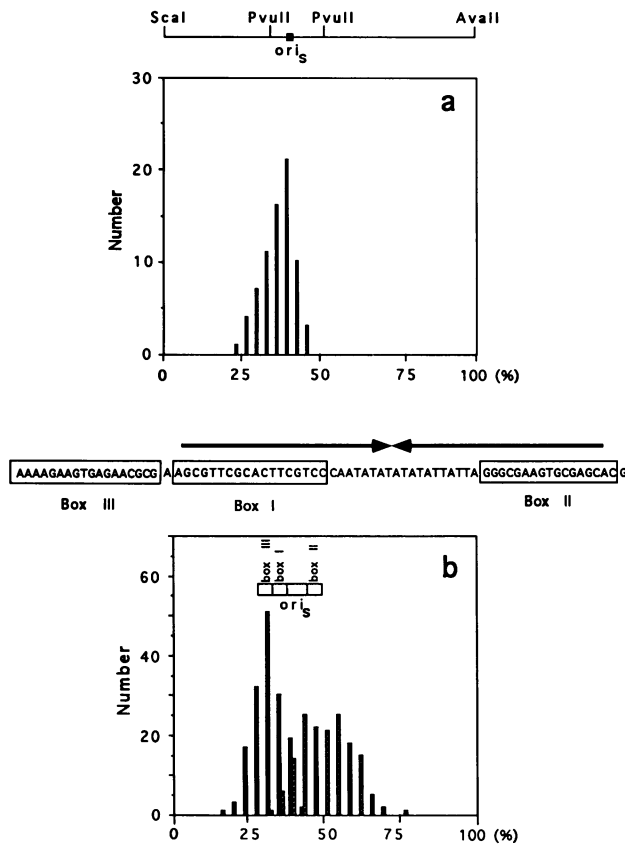 ScaI PvuII PvuII AvaII
oriS
30
a
20
Number
10
0
0 25 50 75 100 (%)
AAAAGAAGTGAGAACGCG A AGCGTTCGCACTTCGTCC CAATATATATATATTATTA GGGCGAAGTGCGAGCAC G
Box III Box I Box II
box III
box I
box II
oriS
b
60
40
Number
20
0
0 25 50 75 100 (%)